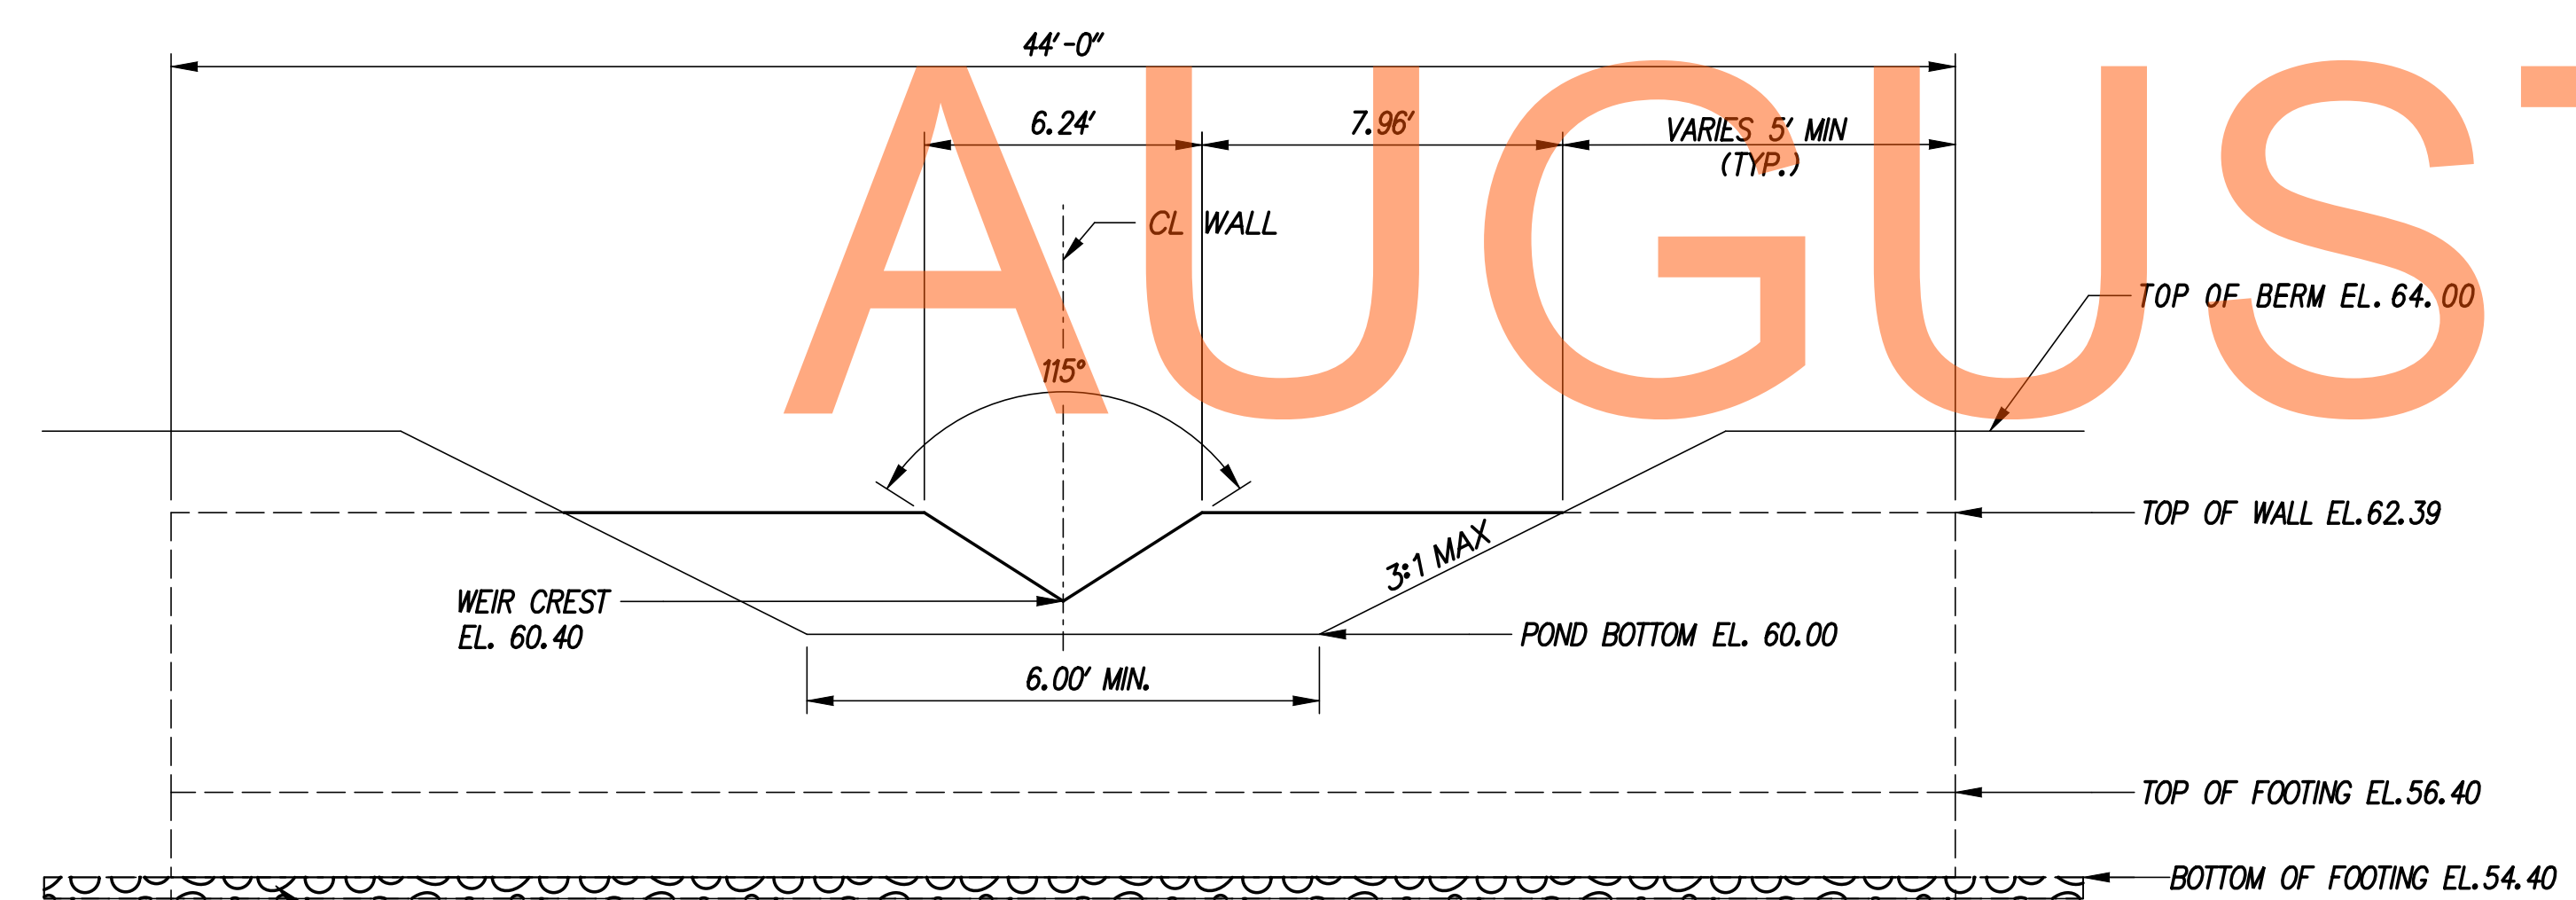 44'-0"
6.24'
7.96'
VARIES 5' MIN
(TYP.)
CL WALL
115°
TOP OF BERM EL. 64.00
TOP OF WALL EL.62.39
3:1 MAX
WEIR CREST
EL. 60.40
POND BOTTOM EL. 60.00
6.00' MIN.
TOP OF FOOTING EL.56.40
BOTTOM OF FOOTING EL.54.40
AUGUST